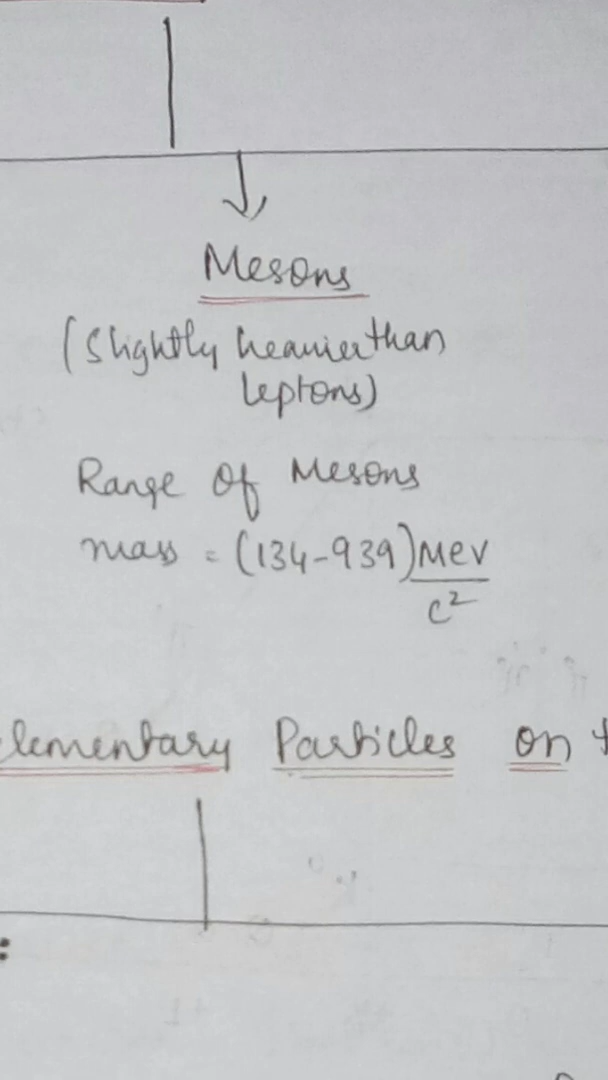 Mesons
(Slightly heavier than
leptons)
Range of Mesons
mass = (134-939) MeV
c²
lementary Particles on t
: